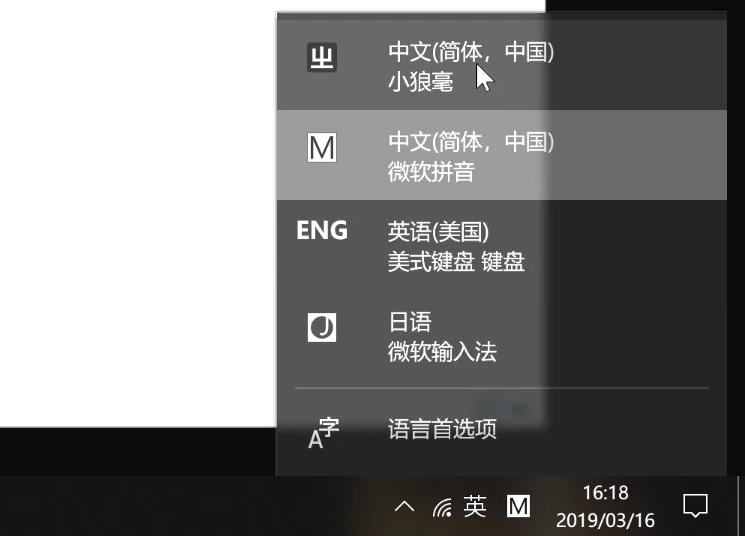 中文(简体，中国)
小狼毫
M
中文(简体，中国)
微软拼音
ENG
英语(美国)
美式键盘 键盘
J
日语
微软输入法
A字
语言首选项
英
M
16:18
2019/03/16